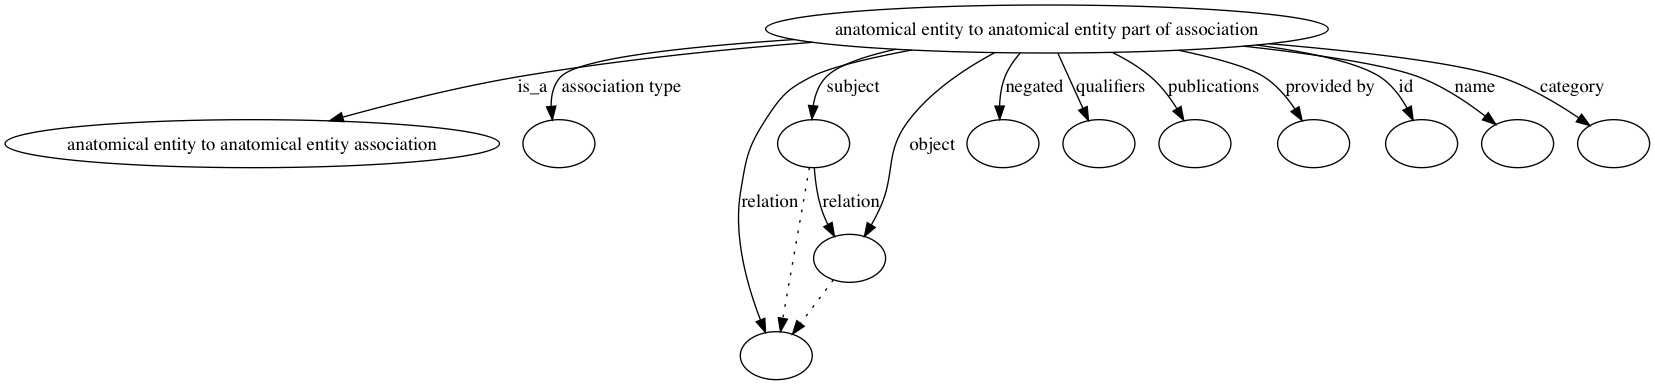 anatomical entity to anatomical entity part of association
is_a
association type
subject
negated
qualifiers
publications
provided by
id
name
category
anatomical entity to anatomical entity association
object
relation
relation